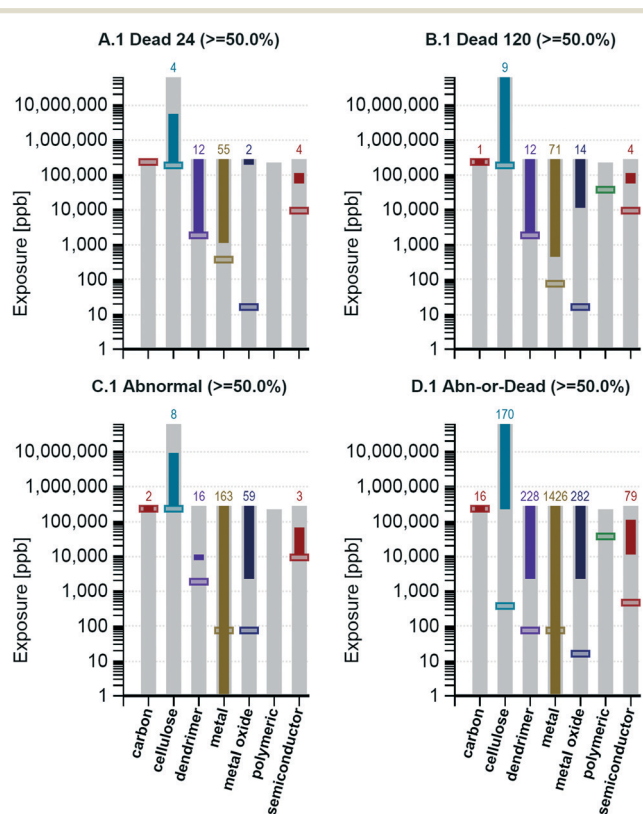 A.1 Dead 24 (>=50.0%)
4
12
55
2
4
10,000,000
1,000,000
100,000
10,000
1,000
100
10
1
Exposure [ppb]
B.1 Dead 120 (>=50.0%)
9
1
12
71
14
4
10,000,000
1,000,000
100,000
10,000
1,000
100
10
1
Exposure [ppb]
C.1 Abnormal (>=50.0%)
8
2
16
163
59
3
10,000,000
1,000,000
100,000
10,000
1,000
100
10
1
Exposure [ppb]
carbon
cellulose
dendrimer
metal
metal oxide
polymeric
semiconductor
D.1 Abn-or-Dead (>=50.0%)
170
16
228
1426
282
79
10,000,000
1,000,000
100,000
10,000
1,000
100
10
1
Exposure [ppb]
carbon
cellulose
dendrimer
metal
metal oxide
polymeric
semiconductor